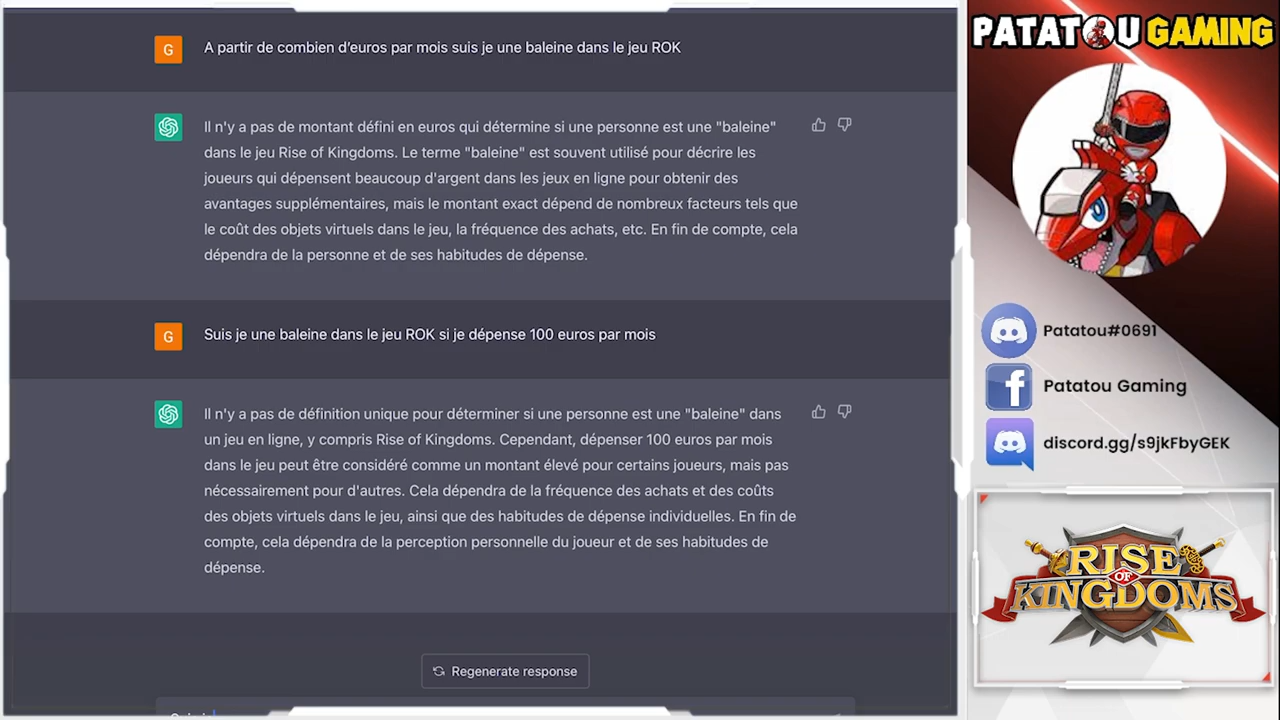 G
A partir de combien d'euros par mois suis je une baleine dans le jeu ROK
Il n'y a pas de montant défini en euros qui détermine si une personne est une "baleine"
dans le jeu Rise of Kingdoms. Le terme "baleine" est souvent utilisé pour décrire les
joueurs qui dépensent beaucoup d'argent dans les jeux en ligne pour obtenir des
avantages supplémentaires, mais le montant exact dépend de nombreux facteurs tels que
le coût des objets virtuels dans le jeu, la fréquence des achats, etc. En fin de compte, cela
dépendra de la personne et de ses habitudes de dépense.
G
Suis je une baleine dans le jeu ROK si je dépense 100 euros par mois
Il n'y a pas de définition unique pour déterminer si une personne est une "baleine" dans
un jeu en ligne, y compris Rise of Kingdoms. Cependant, dépenser 100 euros par mois
dans le jeu peut être considéré comme un montant élevé pour certains joueurs, mais pas
nécessairement pour d'autres. Cela dépendra de la fréquence des achats et des coûts
des objets virtuels dans le jeu, ainsi que des habitudes de dépense individuelles. En fin de
compte, cela dépendra de la perception personnelle du joueur et de ses habitudes de
dépense.
Regenerate response
PATATOU GAMING
Patatou#0691
Patatou Gaming
discord.gg/s9jkFbyGEK
RISE
OF
KINGDOMS